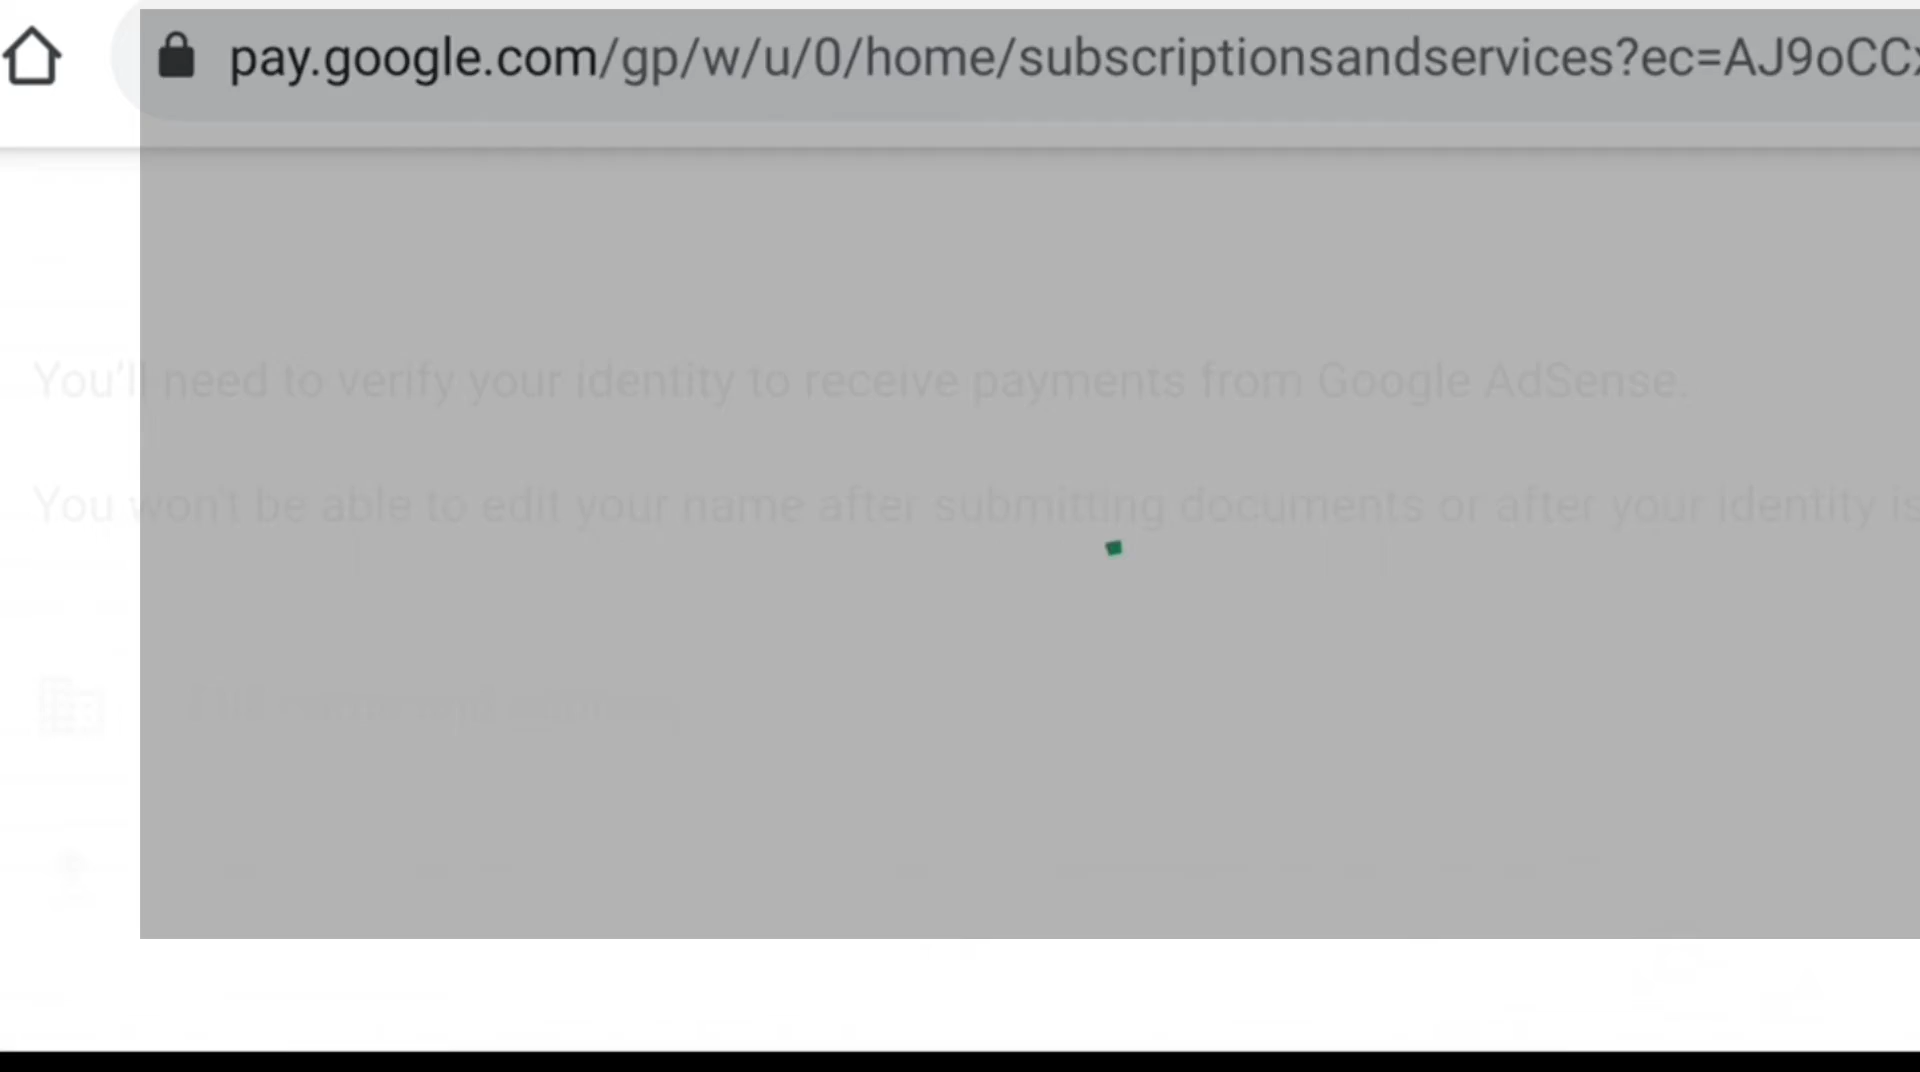 pay.google.com/gp/w/u/0/home/subscriptionsandservices?ec=AJ9oCC
You'll need to verify your identity to receive payments from Google AdSense.
You won't be able to edit your name after submitting documents or after your identity is